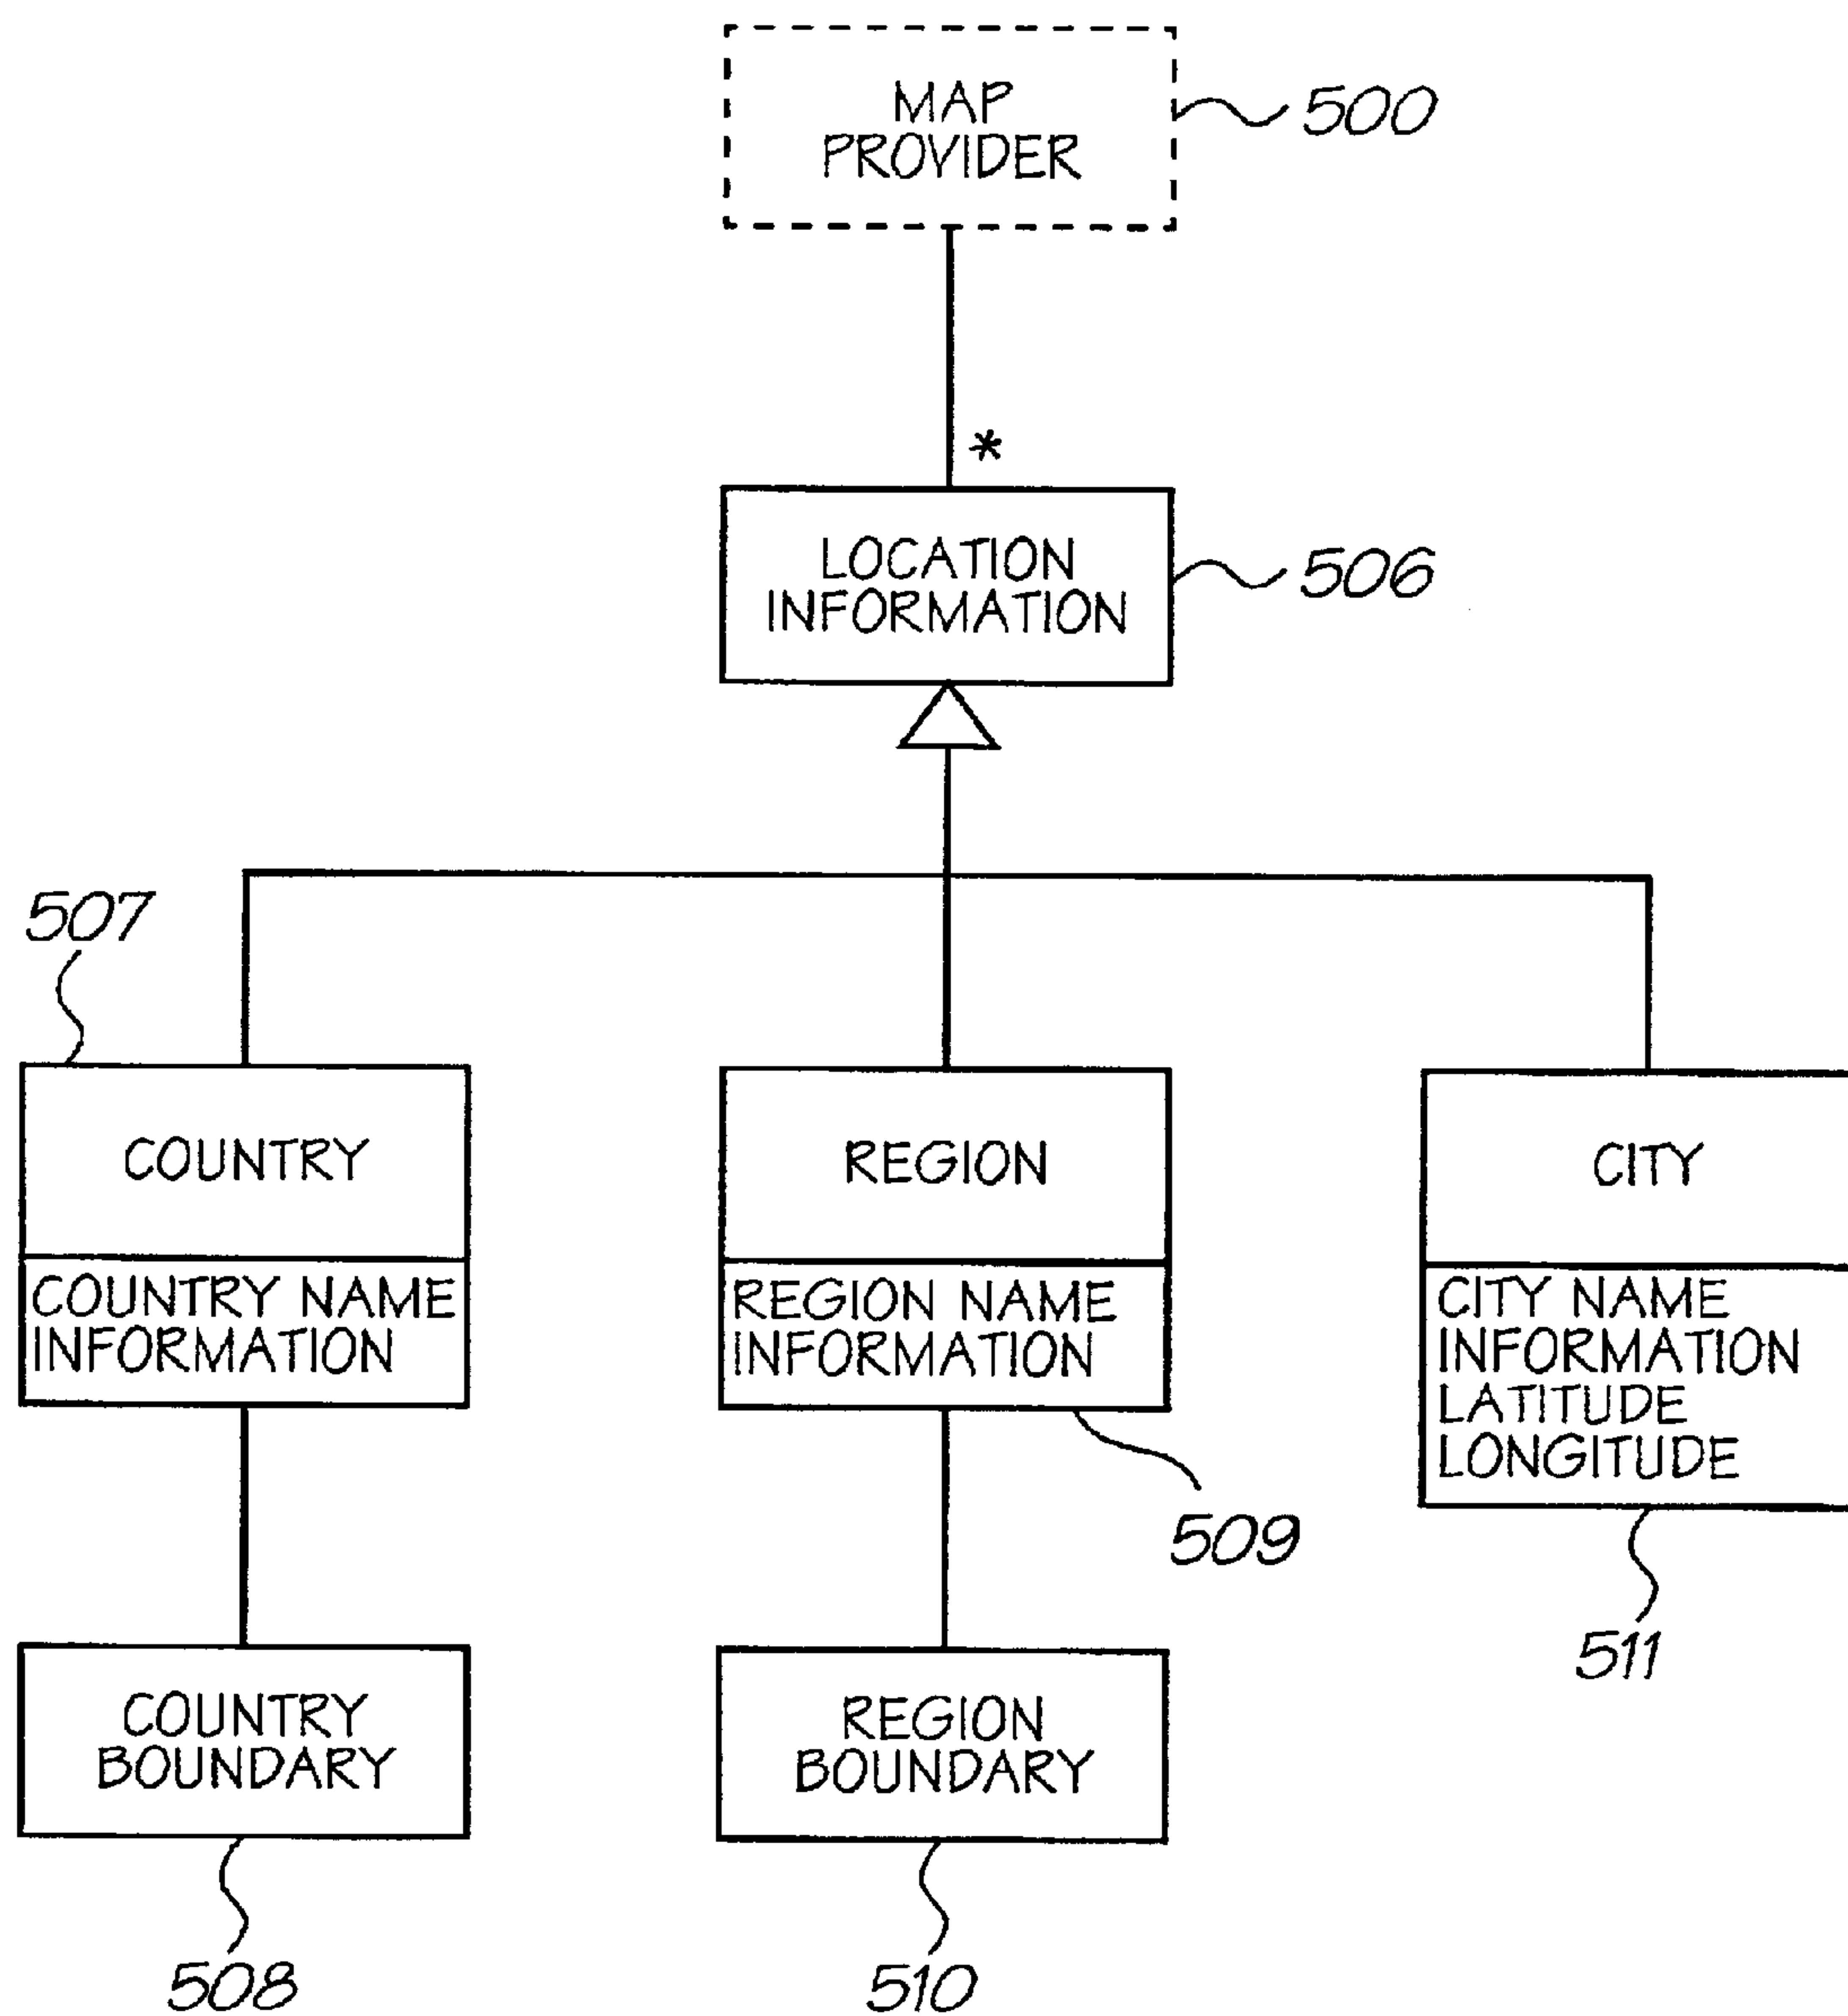 MAP
PROVIDER
500
*
LOCATION
INFORMATION
506
507
COUNTRY
COUNTRY NAME
INFORMATION
REGION
REGION NAME
INFORMATION
509
CITY
CITY NAME
INFORMATION
LATITUDE
LONGITUDE
511
COUNTRY
BOUNDARY
508
REGION
BOUNDARY
510